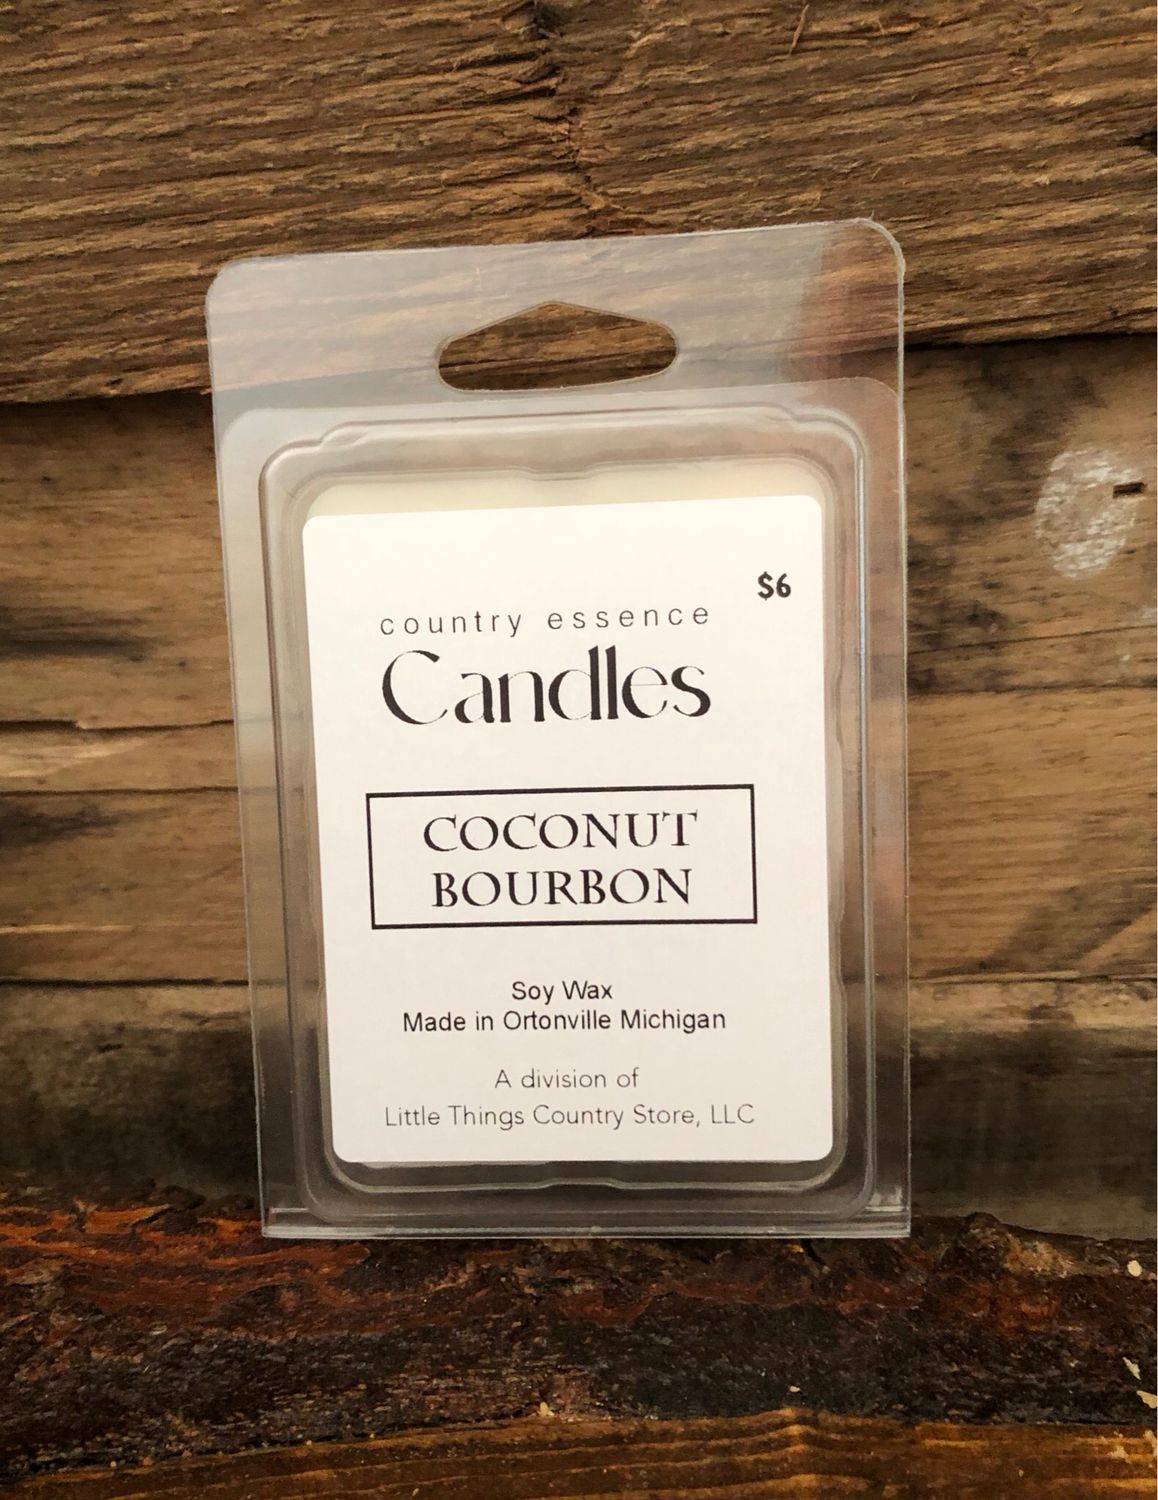 $6
country essence
Candles
COCONUT
BOURBON
Soy Wax
Made in Ortonville Michigan
A division of
Little Things Country Store, LLC